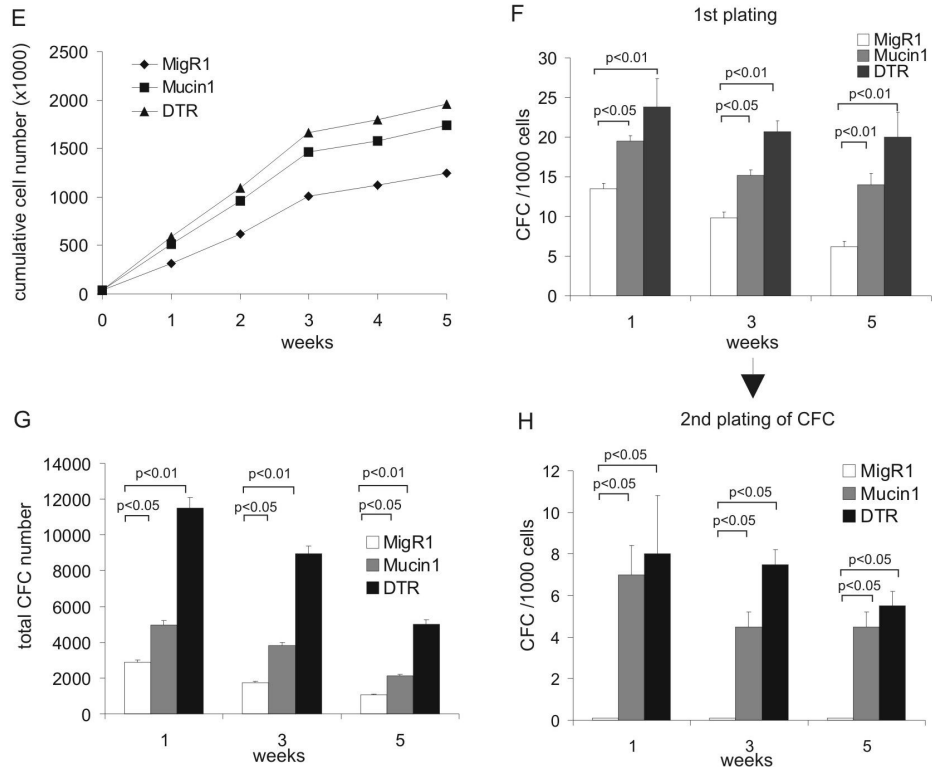 E
cumulative cell number (x1000)
2500
2000
1500
1000
500
0
MigR1
Mucin1
DTR
0 1 2 3 4 5
weeks
F
1st plating
CFC /1000 cells
30
25
20
15
10
5
0
MigR1
Mucin1
DTR
p<0.01
p<0.05
p<0.01
p<0.05
p<0.01
p<0.01
1 3 5
weeks
G
total CFC number
14000
12000
10000
8000
6000
4000
2000
0
p<0.01
p<0.05
p<0.01
p<0.05
p<0.01
p<0.05
MigR1
Mucin1
DTR
1 3 5
weeks
H
2nd plating of CFC
CFC /1000 cells
12
10
8
6
4
2
0
MigR1
Mucin1
DTR
p<0.05
p<0.05
p<0.05
p<0.05
p<0.05
p<0.05
1 3 5
weeks